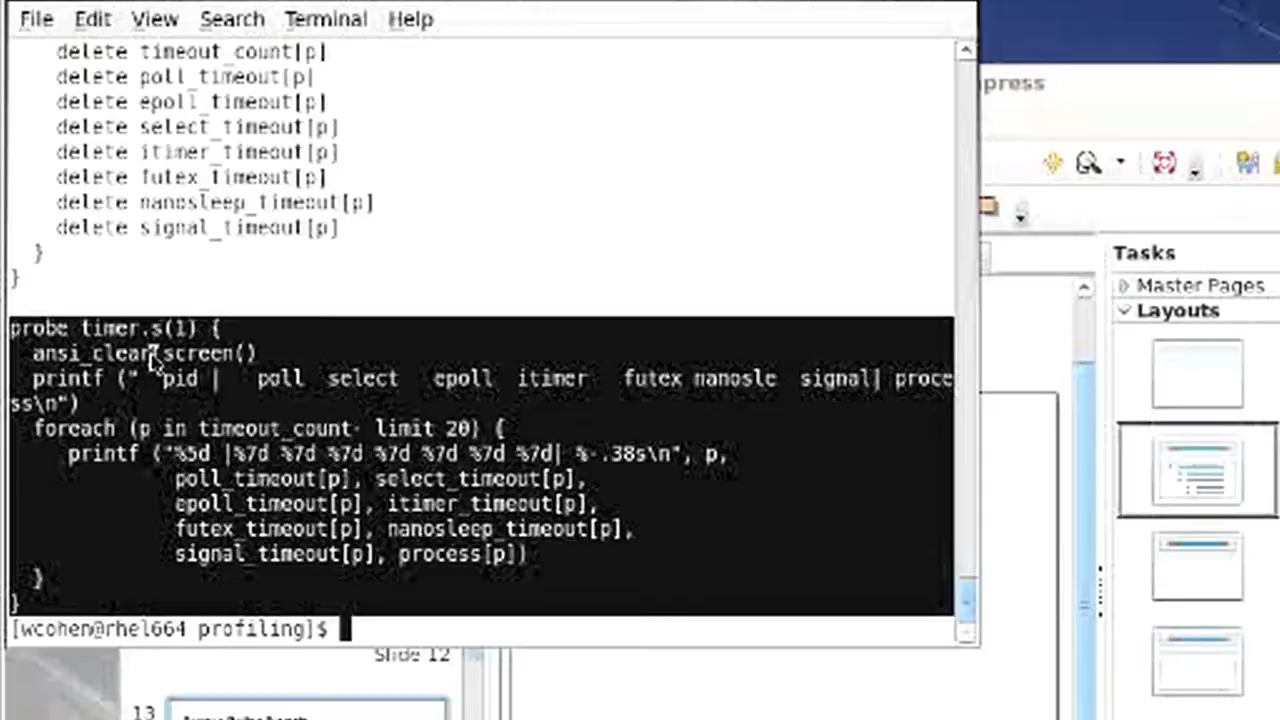 File Edit View Search Terminal Help
delete timeout_count[p]
delete poll_timeout[p]
delete epoll_timeout[p]
delete select_timeout[p]
delete itimer_timeout[p]
delete futex_timeout[p]
delete nanosleep_timeout[p]
delete signal_timeout[p]
}
}
probe timer.s(1) {
ansi_clear_screen()
printf (" pid | poll select epoll itimer futex nanosle signal| proce
ss\n")
foreach (p in timeout_count- limit 20) {
printf ("%5d |%7d %7d %7d %7d %7d %7d %7d| %-.38s\n", p,
poll_timeout[p], select_timeout[p],
epoll_timeout[p], itimer_timeout[p],
futex_timeout[p], nanosleep_timeout[p],
signal_timeout[p], process[p])
}
}
[wcohen@rhel664 profiling]$
press
Tasks
Master Pages
Layouts
Slide 12
13